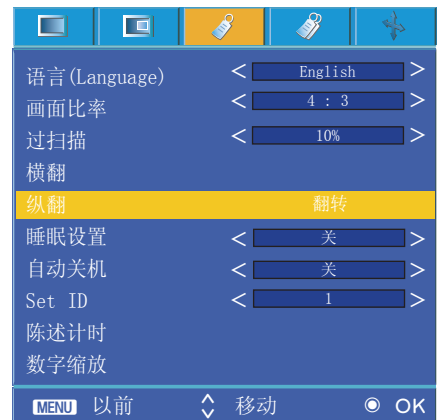 语言(Language) < English >
画面比率 < 4 : 3 >
过扫描 < 10% >
横翻
纵翻 翻转
睡眠设置 < 关 >
自动关机 < 关 >
Set ID < 1 >
陈述计时
数字缩放
MENU 以前 移动 OK